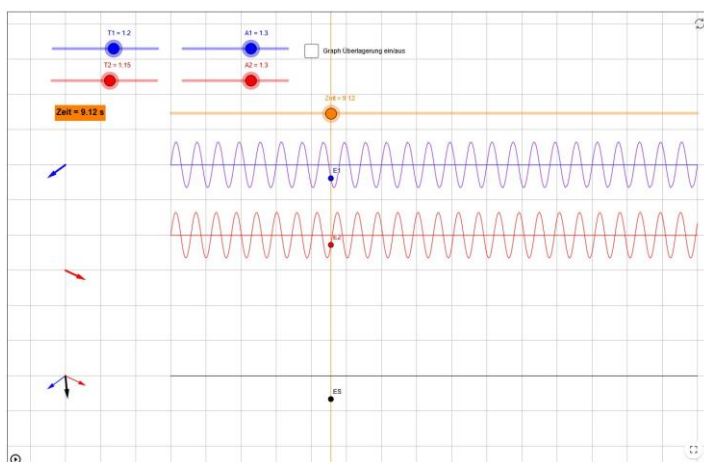 T1 = 1.2
A1 = 1.3
Graph Überlagerung ein/aus
T2 = 1.15
A2 = 1.3
Zeit = 9.12
Zeit = 9.12 s
E1
E2
ES